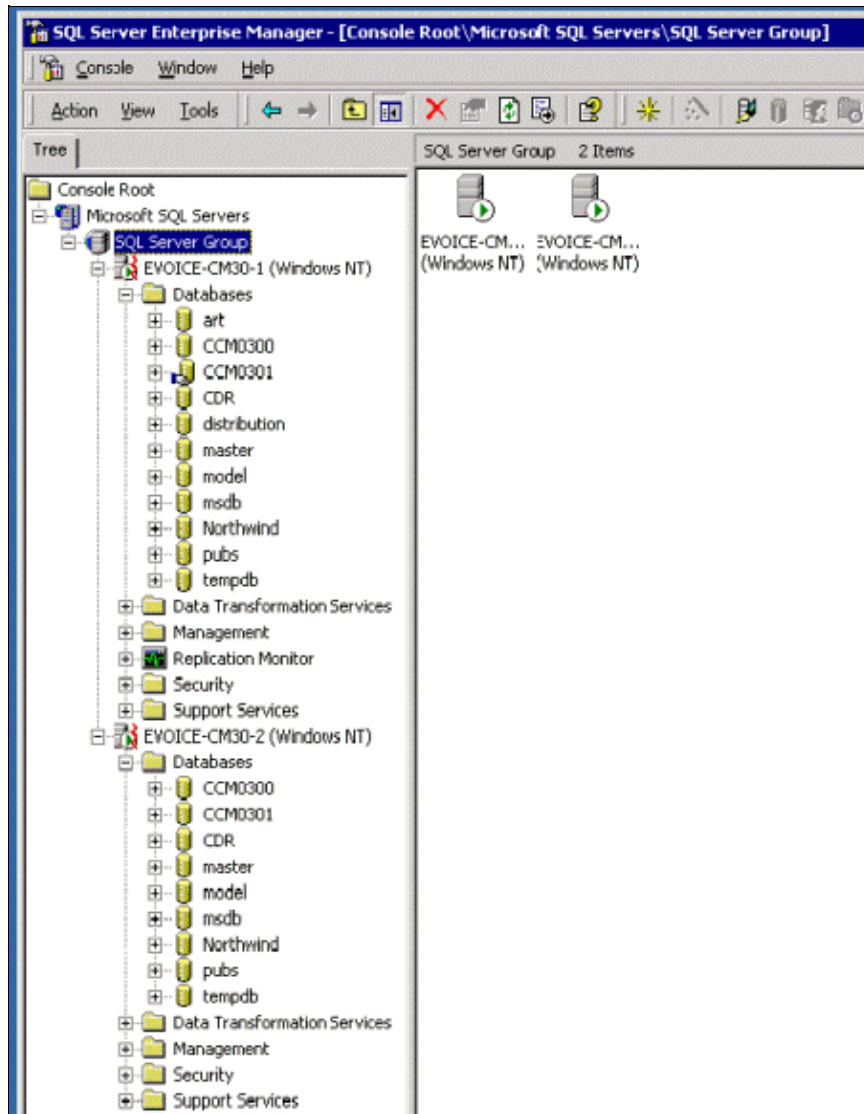 SQL Server Enterprise Manager - [Console Root\Microsoft SQL Servers\SQL Server Group]
Console Window Help
Action View Tools
Tree
SQL Server Group 2 Items
Console Root
Microsoft SQL Servers
SQL Server Group
EVOICE-CM30-1 (Windows NT)
Databases
art
CCM0300
CCM0301
CDR
distribution
master
model
msdb
Northwind
pubs
tempdb
Data Transformation Services
Management
Replication Monitor
Security
Support Services
EVOICE-CM30-2 (Windows NT)
Databases
CCM0300
CCM0301
CDR
master
model
msdb
Northwind
pubs
tempdb
Data Transformation Services
Management
Security
Support Services
EVOICE-CM...
(Windows NT)
EVOICE-CM...
(Windows NT)